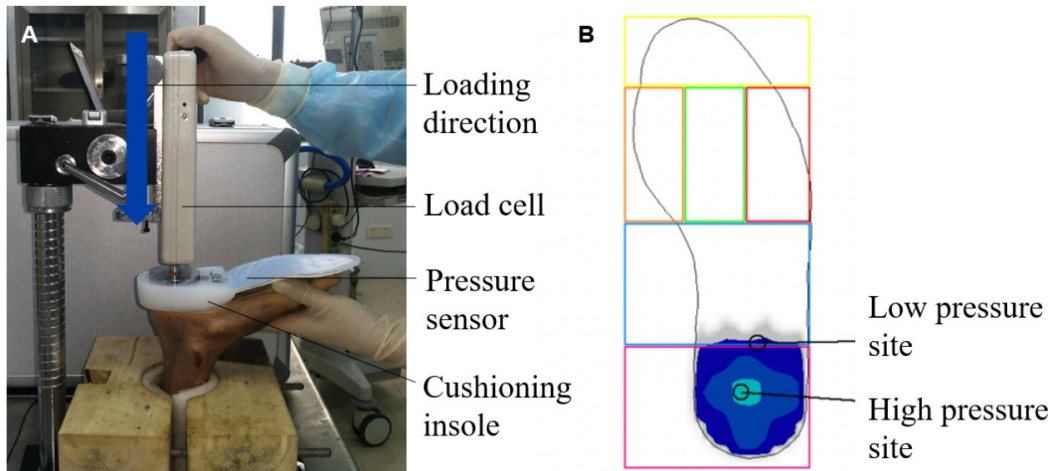 A
Loading
direction
Load cell
Pressure
sensor
Cushioning
insole
B
Low pressure
site
High pressure
site